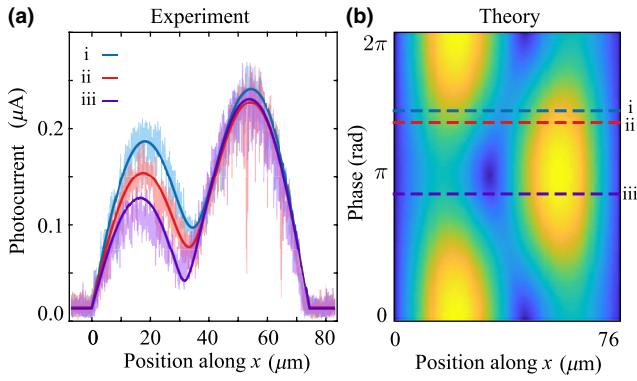 (a) Experiment
i
ii
iii
Photocurrent (μA)
0.2
0.1
0.0
0 20 40 60 80
Position along x (μm)
(b) Theory
2π
π
0
Phase (rad)
i
ii
iii
0 76
Position along x (μm)